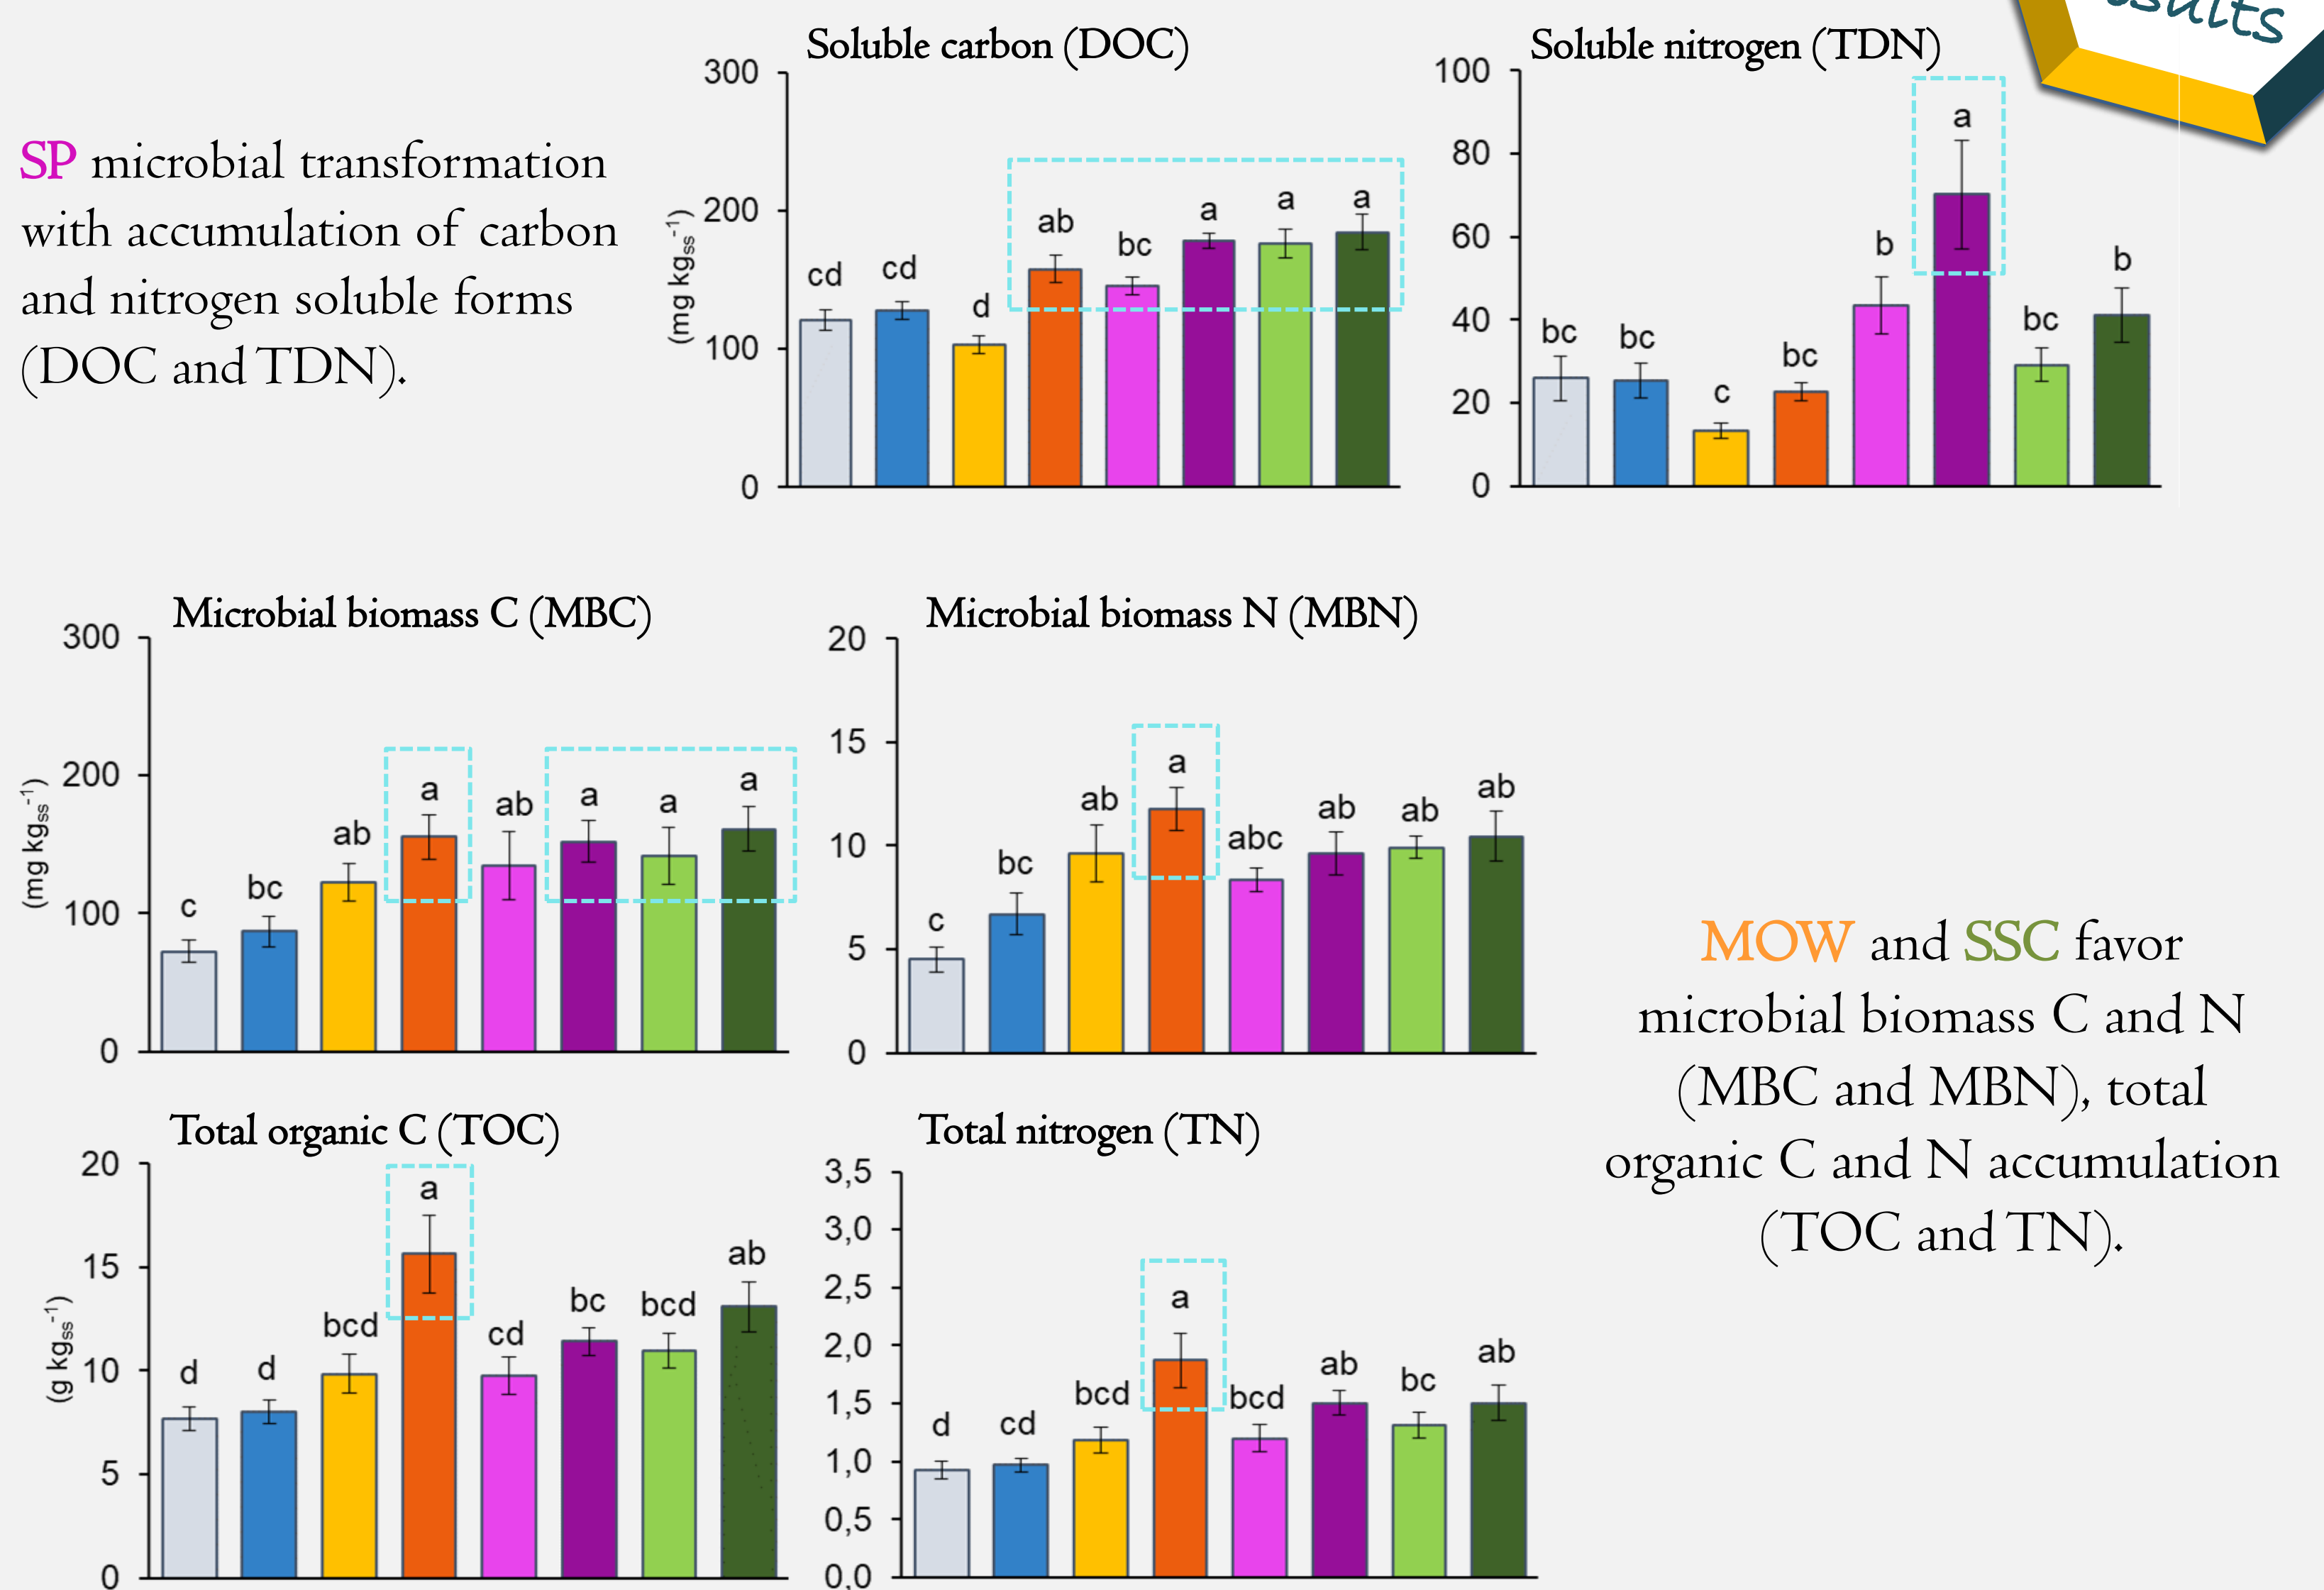 SP microbial transformation
with accumulation of carbon
and nitrogen soluble forms
(DOC and TDN).
Soluble carbon (DOC)
300
200
100
0
(mg kgss-1)
cd
cd
d
ab
bc
a
a
a
Soluble nitrogen (TDN)
100
80
60
40
20
0
bc
bc
c
bc
b
a
bc
b
Microbial biomass C (MBC)
300
200
100
0
(mg kgss-1)
c
bc
ab
a
ab
a
a
a
Microbial biomass N (MBN)
20
15
10
5
0
c
bc
ab
a
abc
ab
ab
ab
MOW and SSC favor
microbial biomass C and N
(MBC and MBN), total
organic C and N accumulation
(TOC and TN).
Total organic C (TOC)
20
15
10
5
0
(g kgss-1)
d
d
bcd
a
cd
bc
bcd
ab
Total nitrogen (TN)
3,5
3,0
2,5
2,0
1,5
1,0
0,5
0,0
d
cd
bcd
a
bcd
ab
bc
ab